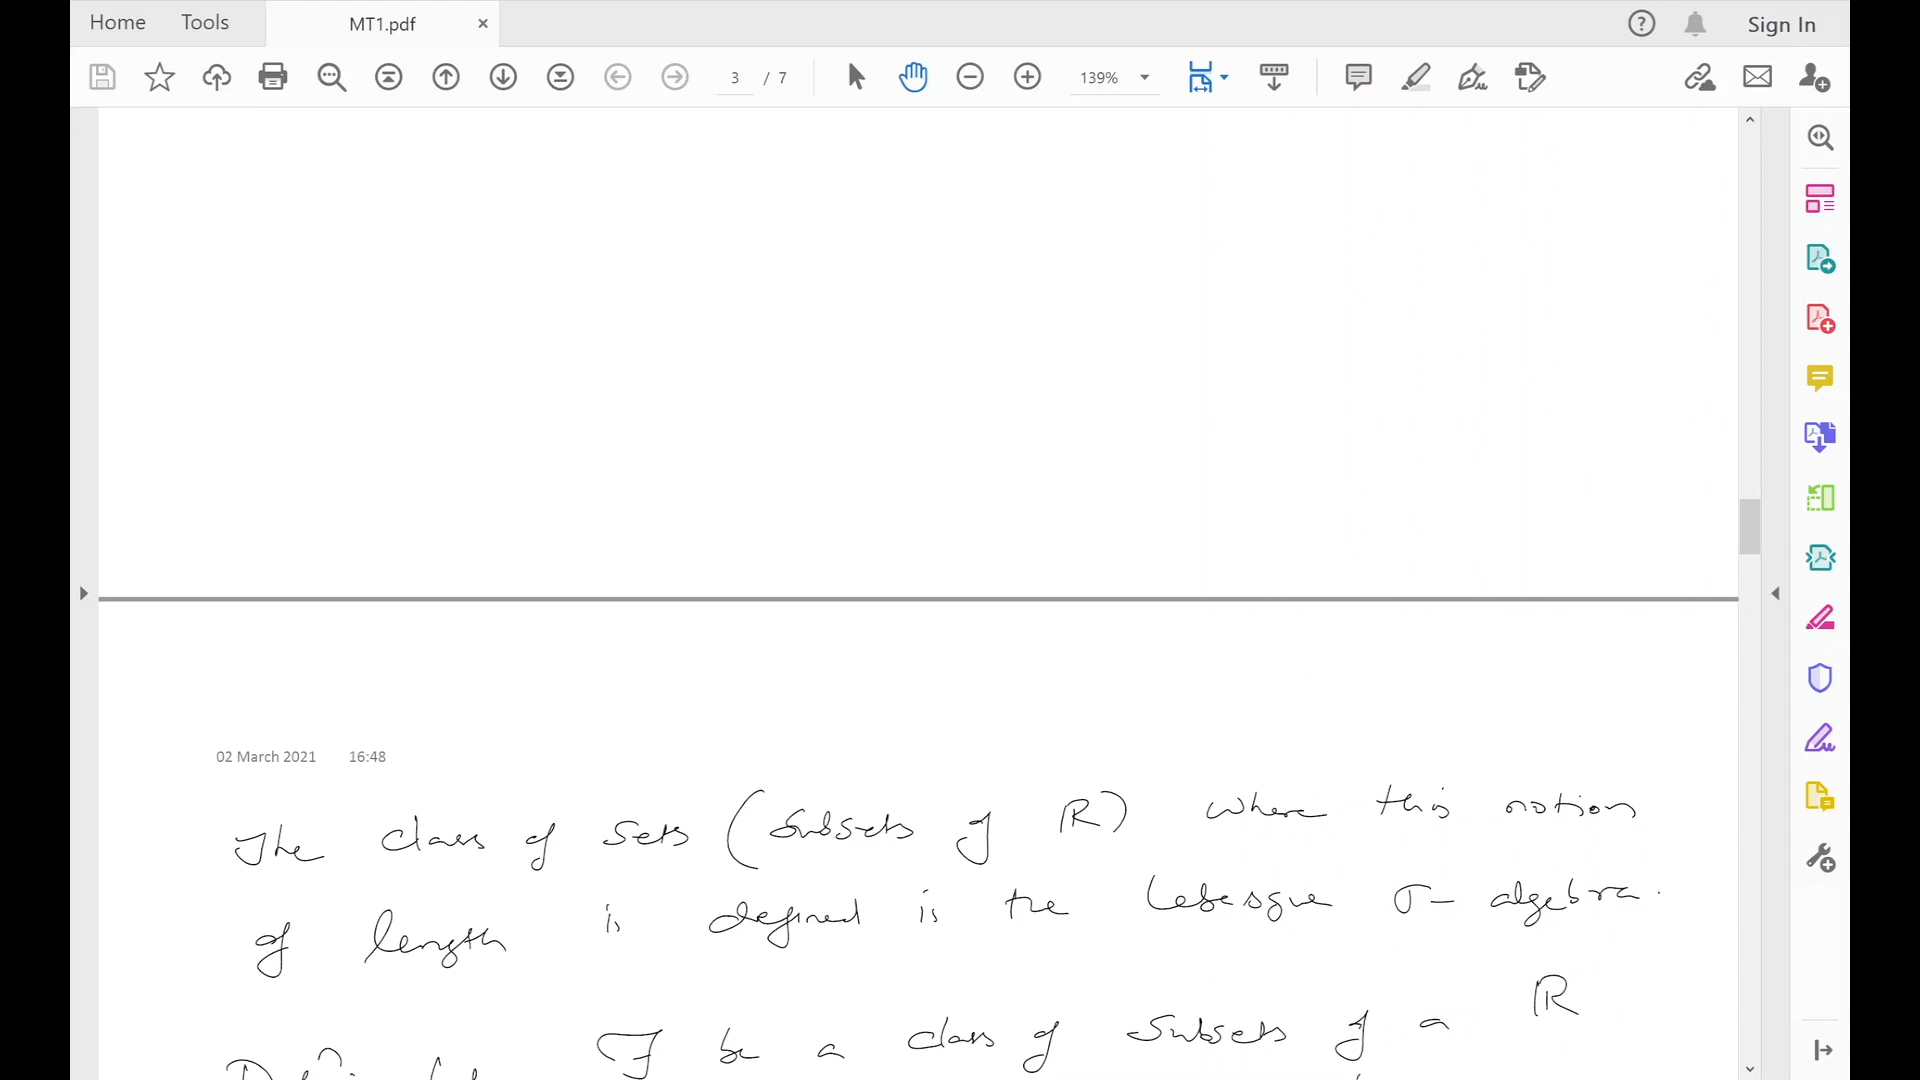 Home Tools MT1.pdf × Sign In
3 / 7 139%
02 March 2021 16:48
The class of sets (subsets of ℝ) where this notion
of length is defined is the Lebesgue σ- algebra.
F be a class of subsets of a ℝ